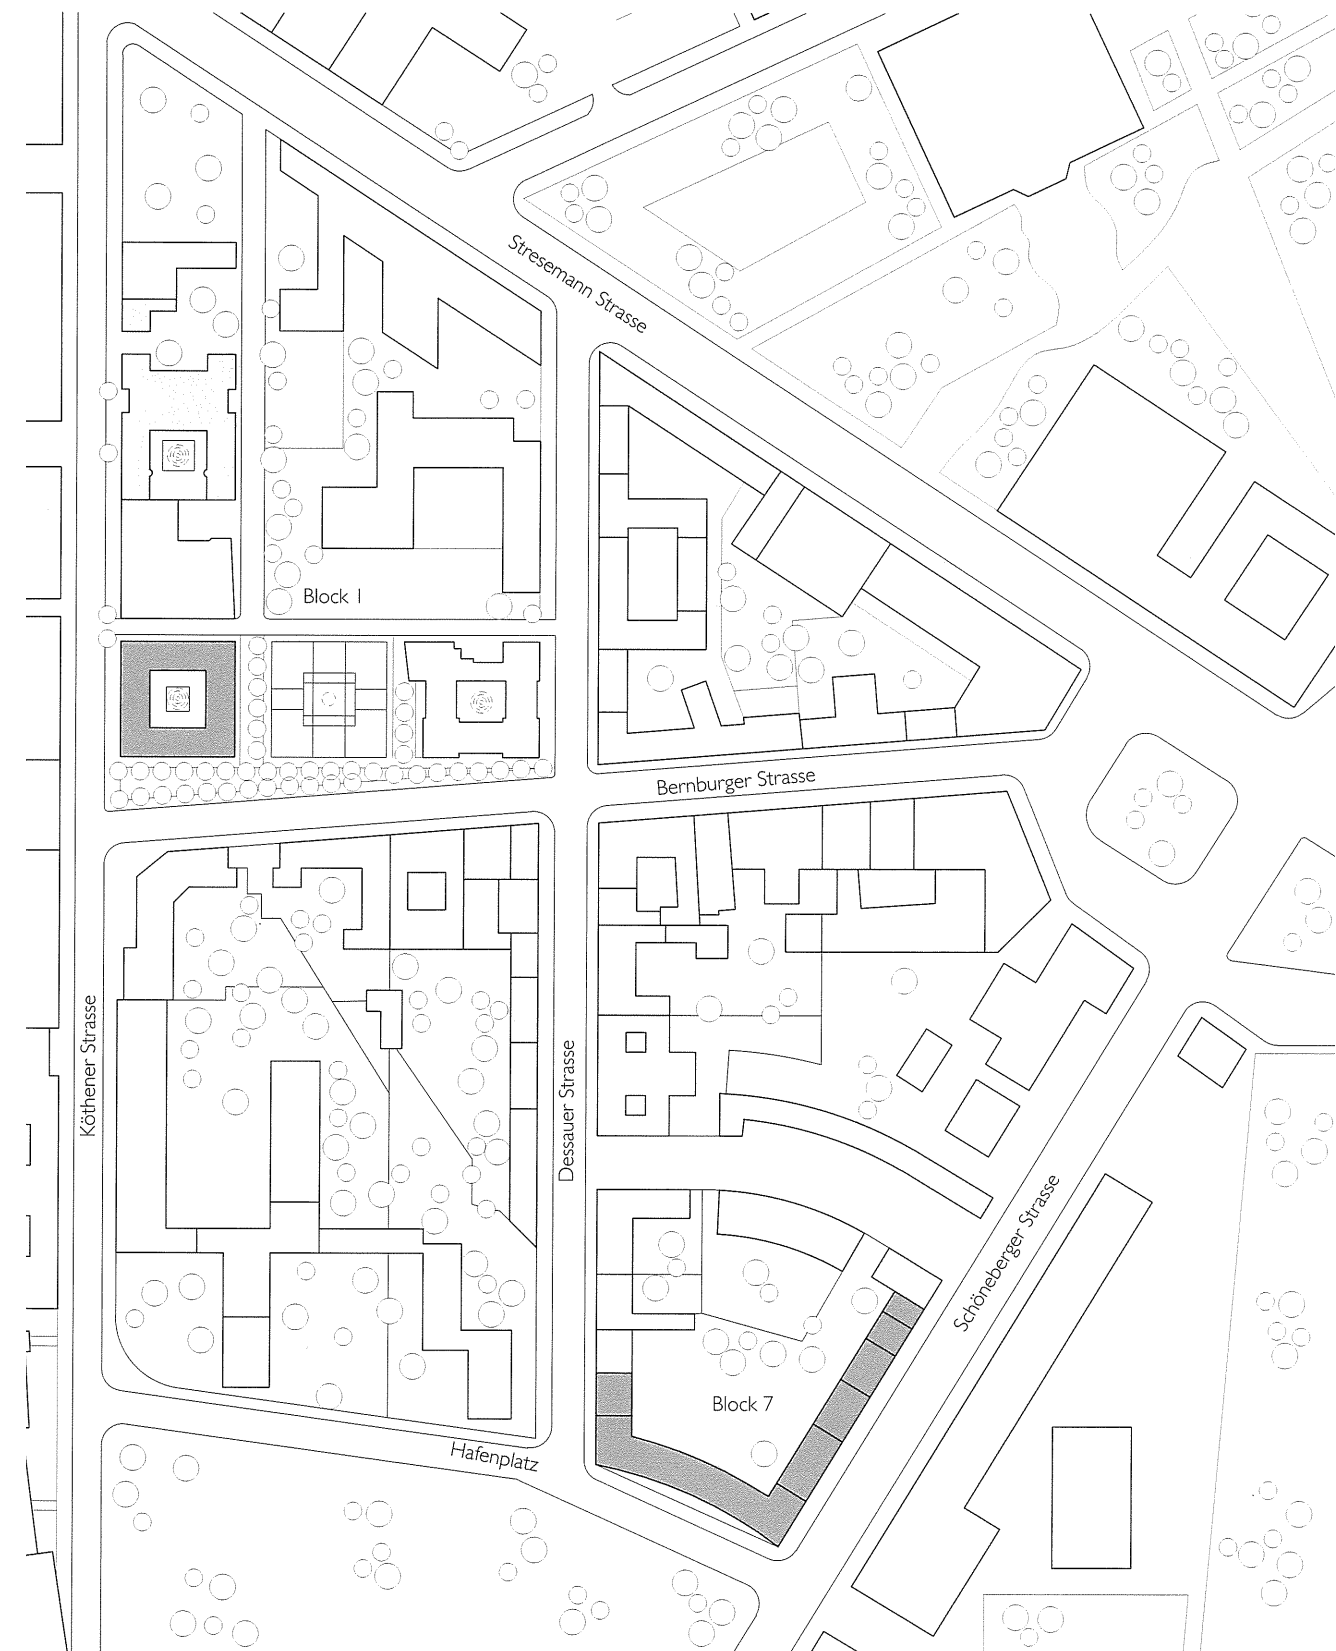 Stresemann Strasse
Block 1
Bernburger Strasse
Köthener Strasse
Dessauer Strasse
Schöneberger Strasse
Block 7
Hafenplatz